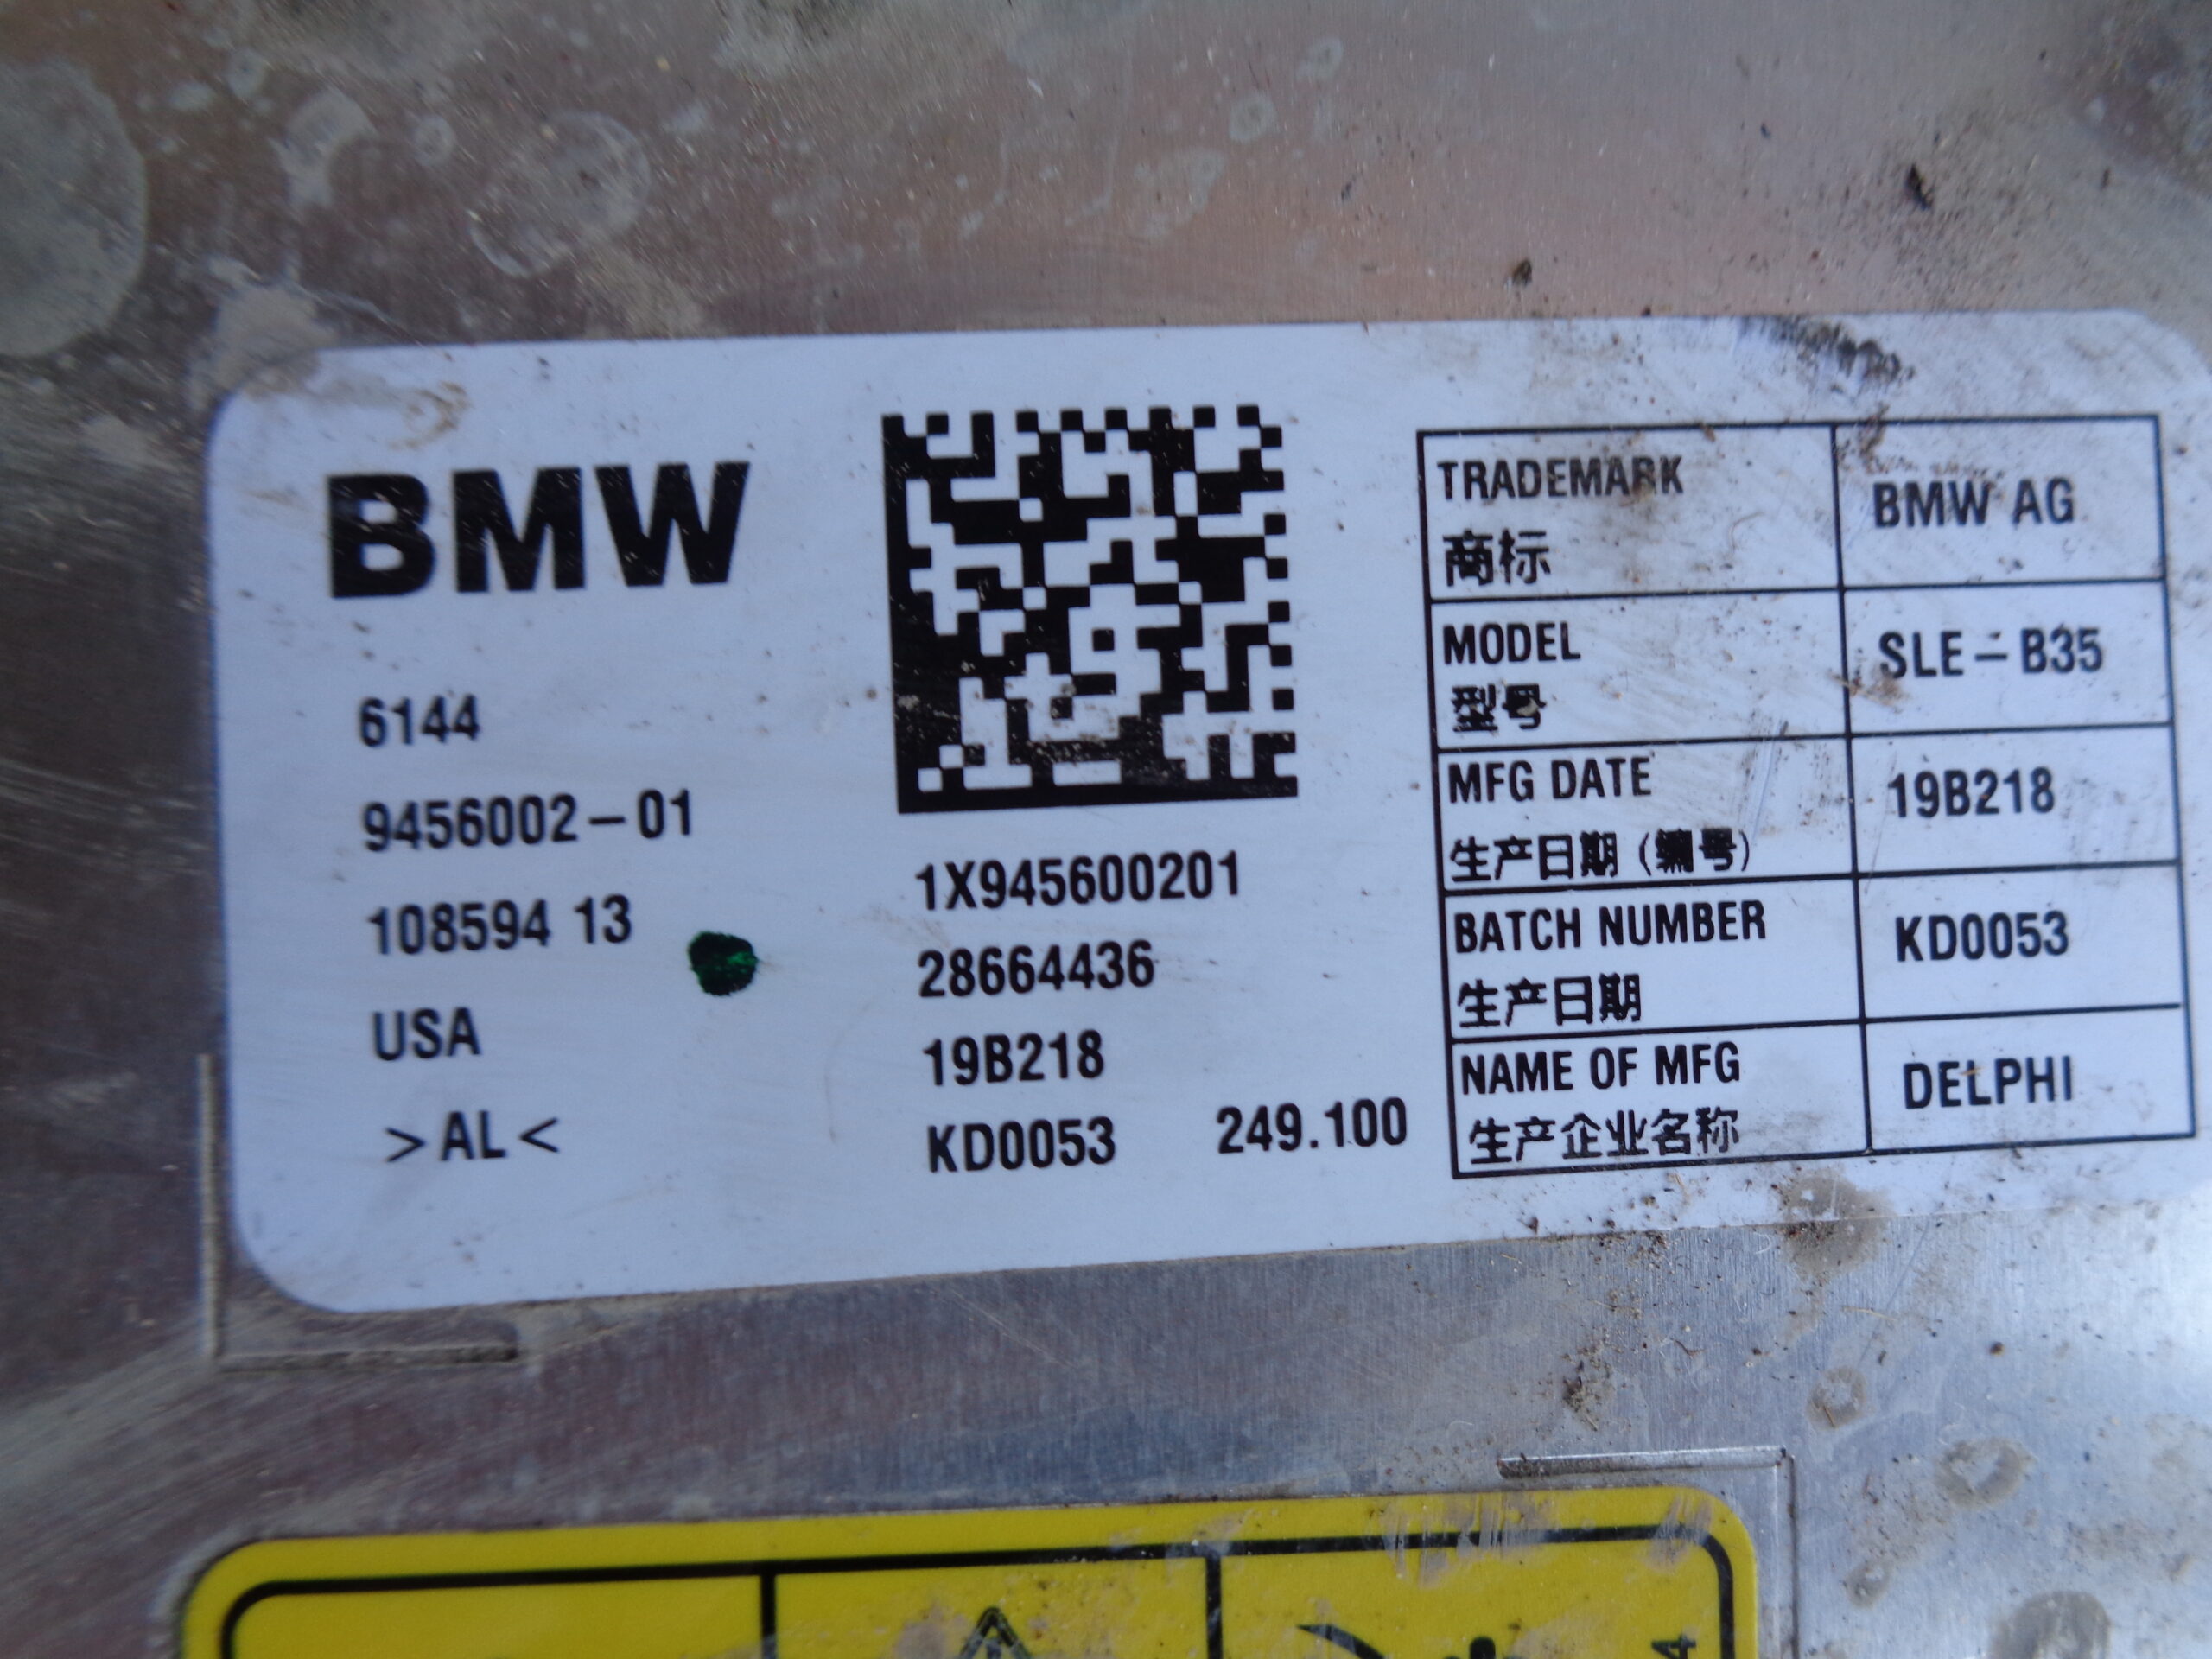 BMW
6144
9456002-01
108594 13
USA
>AL<
1X945600201
28664436
19B218
KD0053 249.100
TRADEMARK
商标
BMW AG
MODEL
型号
SLE-B35
MFG DATE
生产日期(编号)
19B218
BATCH NUMBER
生产日期
KD0053
NAME OF MFG
生产企业名称
DELPHI
4